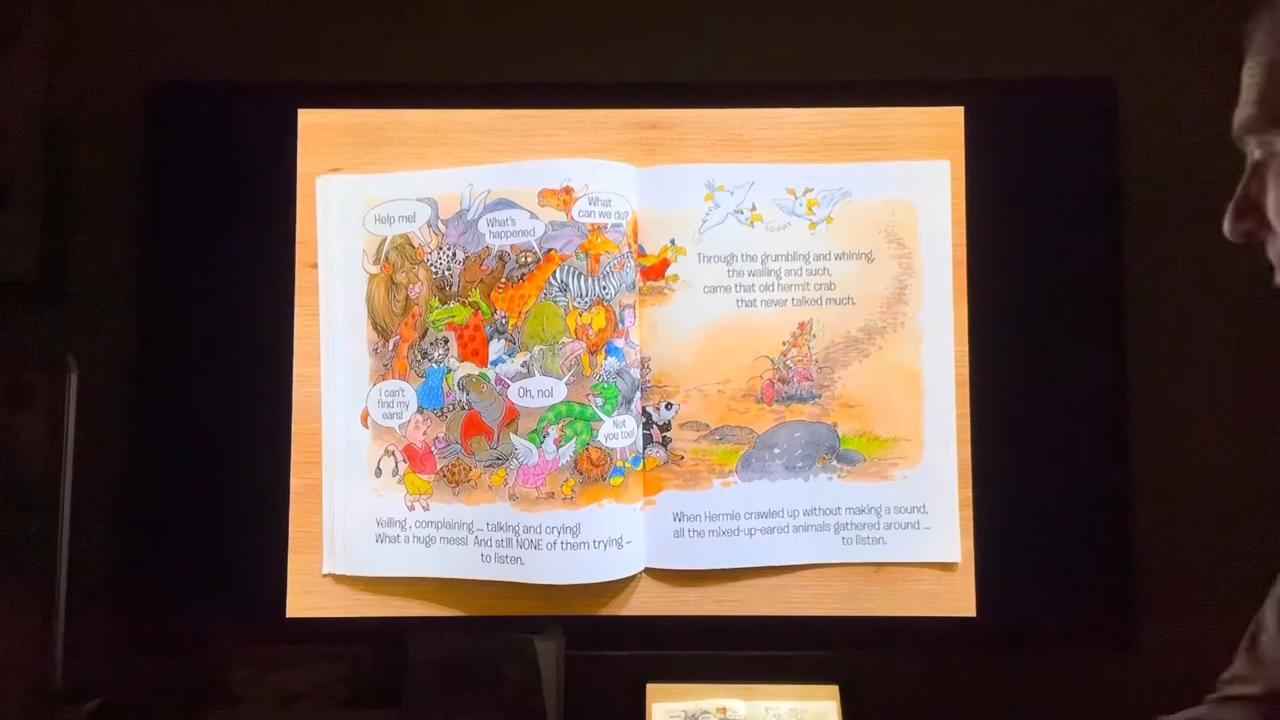 Help me!
What's
happened
What
can we do?
I can't
find my
ears!
Oh, no!
Not
you too!
Yelling, complaining ... talking and crying!
What a huge mess! And still NONE of them trying ...
to listen.
Through the grumbling and whining,
the wailing and such,
came that old hermit crab
that never talked much.
When Hermie crawled up without making a sound,
all the mixed-up-eared animals gathered around ...
to listen.